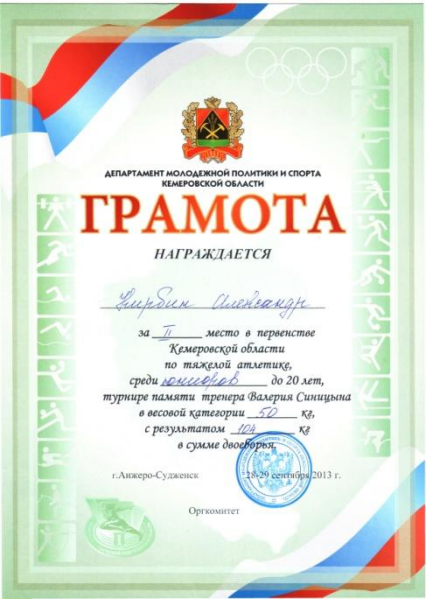 ДЕПАРТАМЕНТ МОЛОДЕЖНОЙ ПОЛИТИКИ И СПОРТА
КЕМЕРОВСКОЙ ОБЛАСТИ
ГРАМОТА
НАГРАЖДАЕТСЯ
Александр
за II место в первенстве
Кемеровской области
по тяжелой атлетике,
среди юниоров до 20 лет,
турнире памяти тренера Валерия Синицына
в весовой категории 50 кг,
с результатом 104 кг
в сумме двоеборья.
г.Анжеро-Судженск 28-29 сентября 2013 г.
Оргкомитет